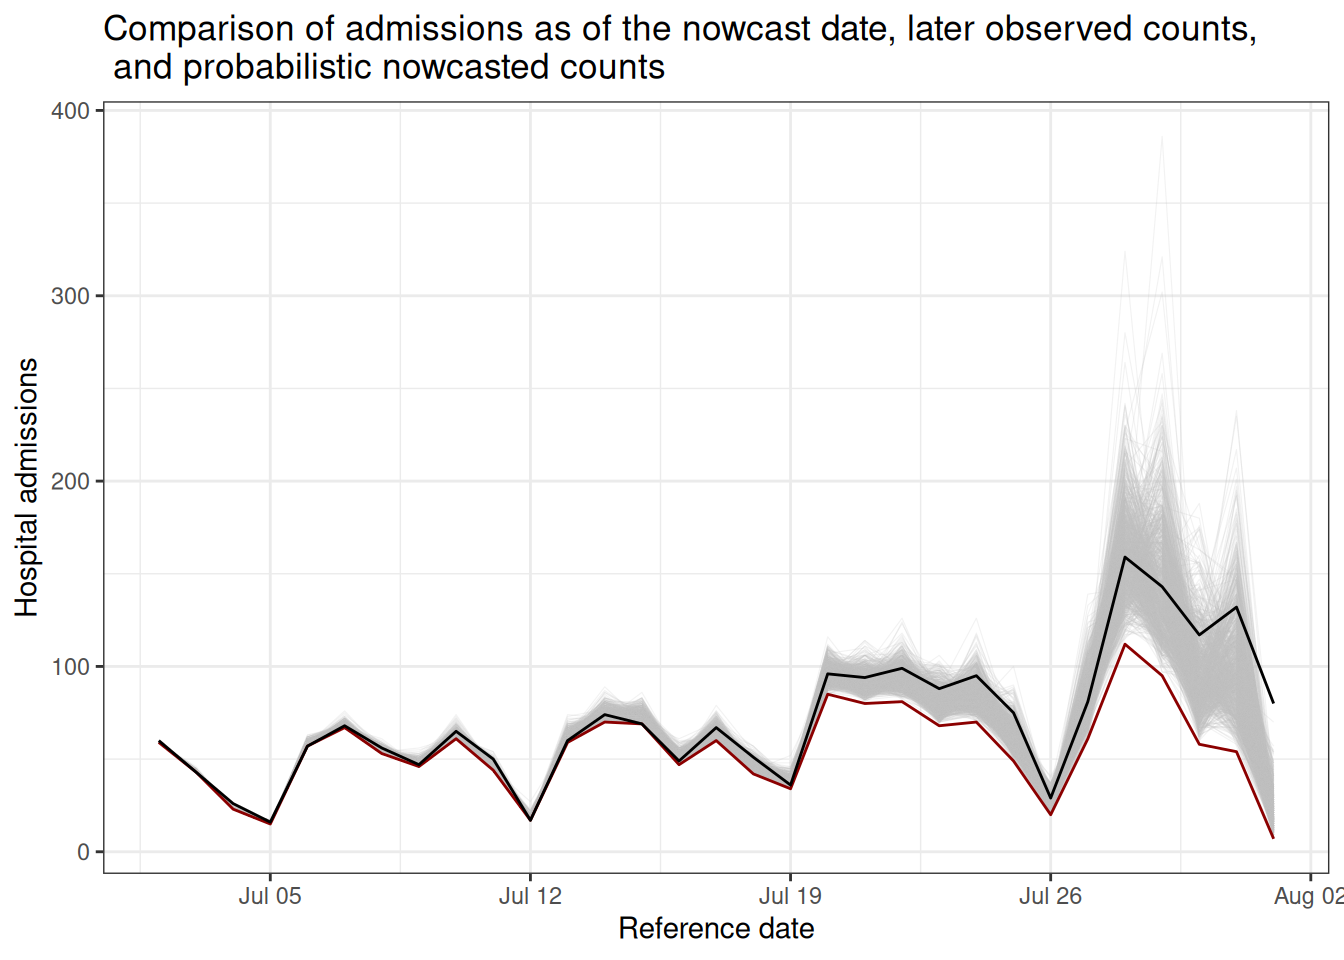 Comparison of admissions as of the nowcast date, later observed counts,
and probabilistic nowcasted counts
400
300
200
100
0
Hospital admissions
Jul 05
Jul 12
Jul 19
Jul 26
Aug 02
Reference date